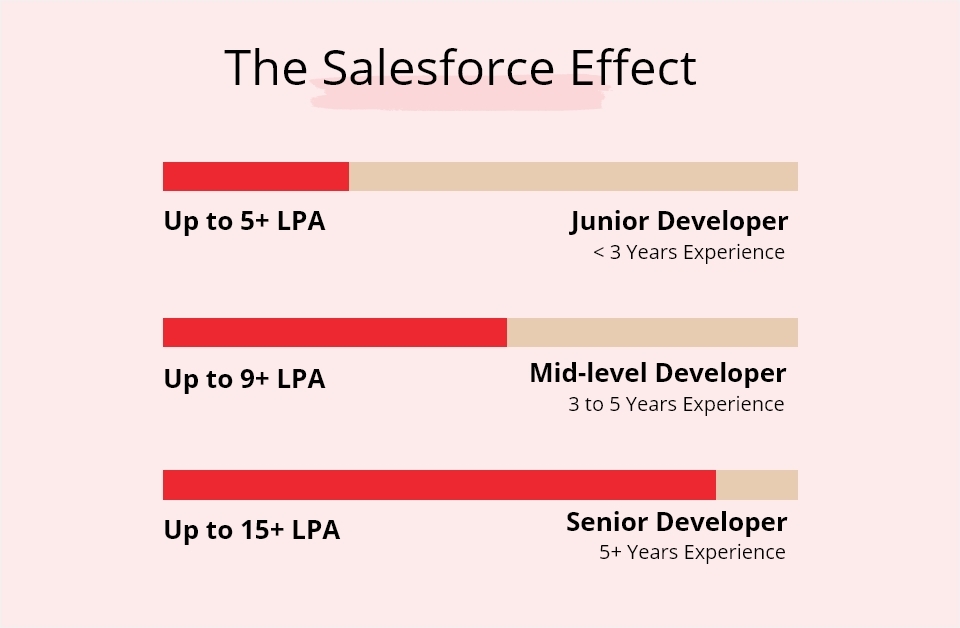 The Salesforce Effect
Up to 5+ LPA
Junior Developer
< 3 Years Experience
Up to 9+ LPA
Mid-level Developer
3 to 5 Years Experience
Up to 15+ LPA
Senior Developer
5+ Years Experience